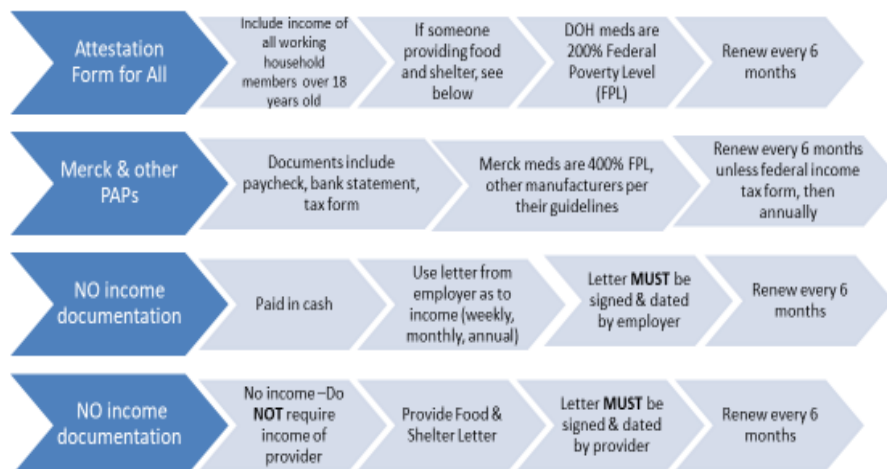 Attestation
Form for All
Include income of
all working
household
members over 18
years old
If someone
providing food
and shelter, see
below
DOH meds are
200% Federal
Poverty Level
(FPL)
Renew every 6
months
Merck & other
PAPs
Documents include
paycheck, bank statement,
tax form
Merck meds are 400% FPL,
other manufacturers per
their guidelines
Renew every 6 months
unless federal income
tax form, then
annually
NO income
documentation
Paid in cash
Use letter from
employer as to
income (weekly,
monthly, annual)
Letter MUST be
signed & dated
by employer
Renew every 6
months
NO income
documentation
No income –Do
NOT require
income of
provider
Provide Food &
Shelter Letter
Letter MUST be
signed & dated
by provider
Renew every 6
months